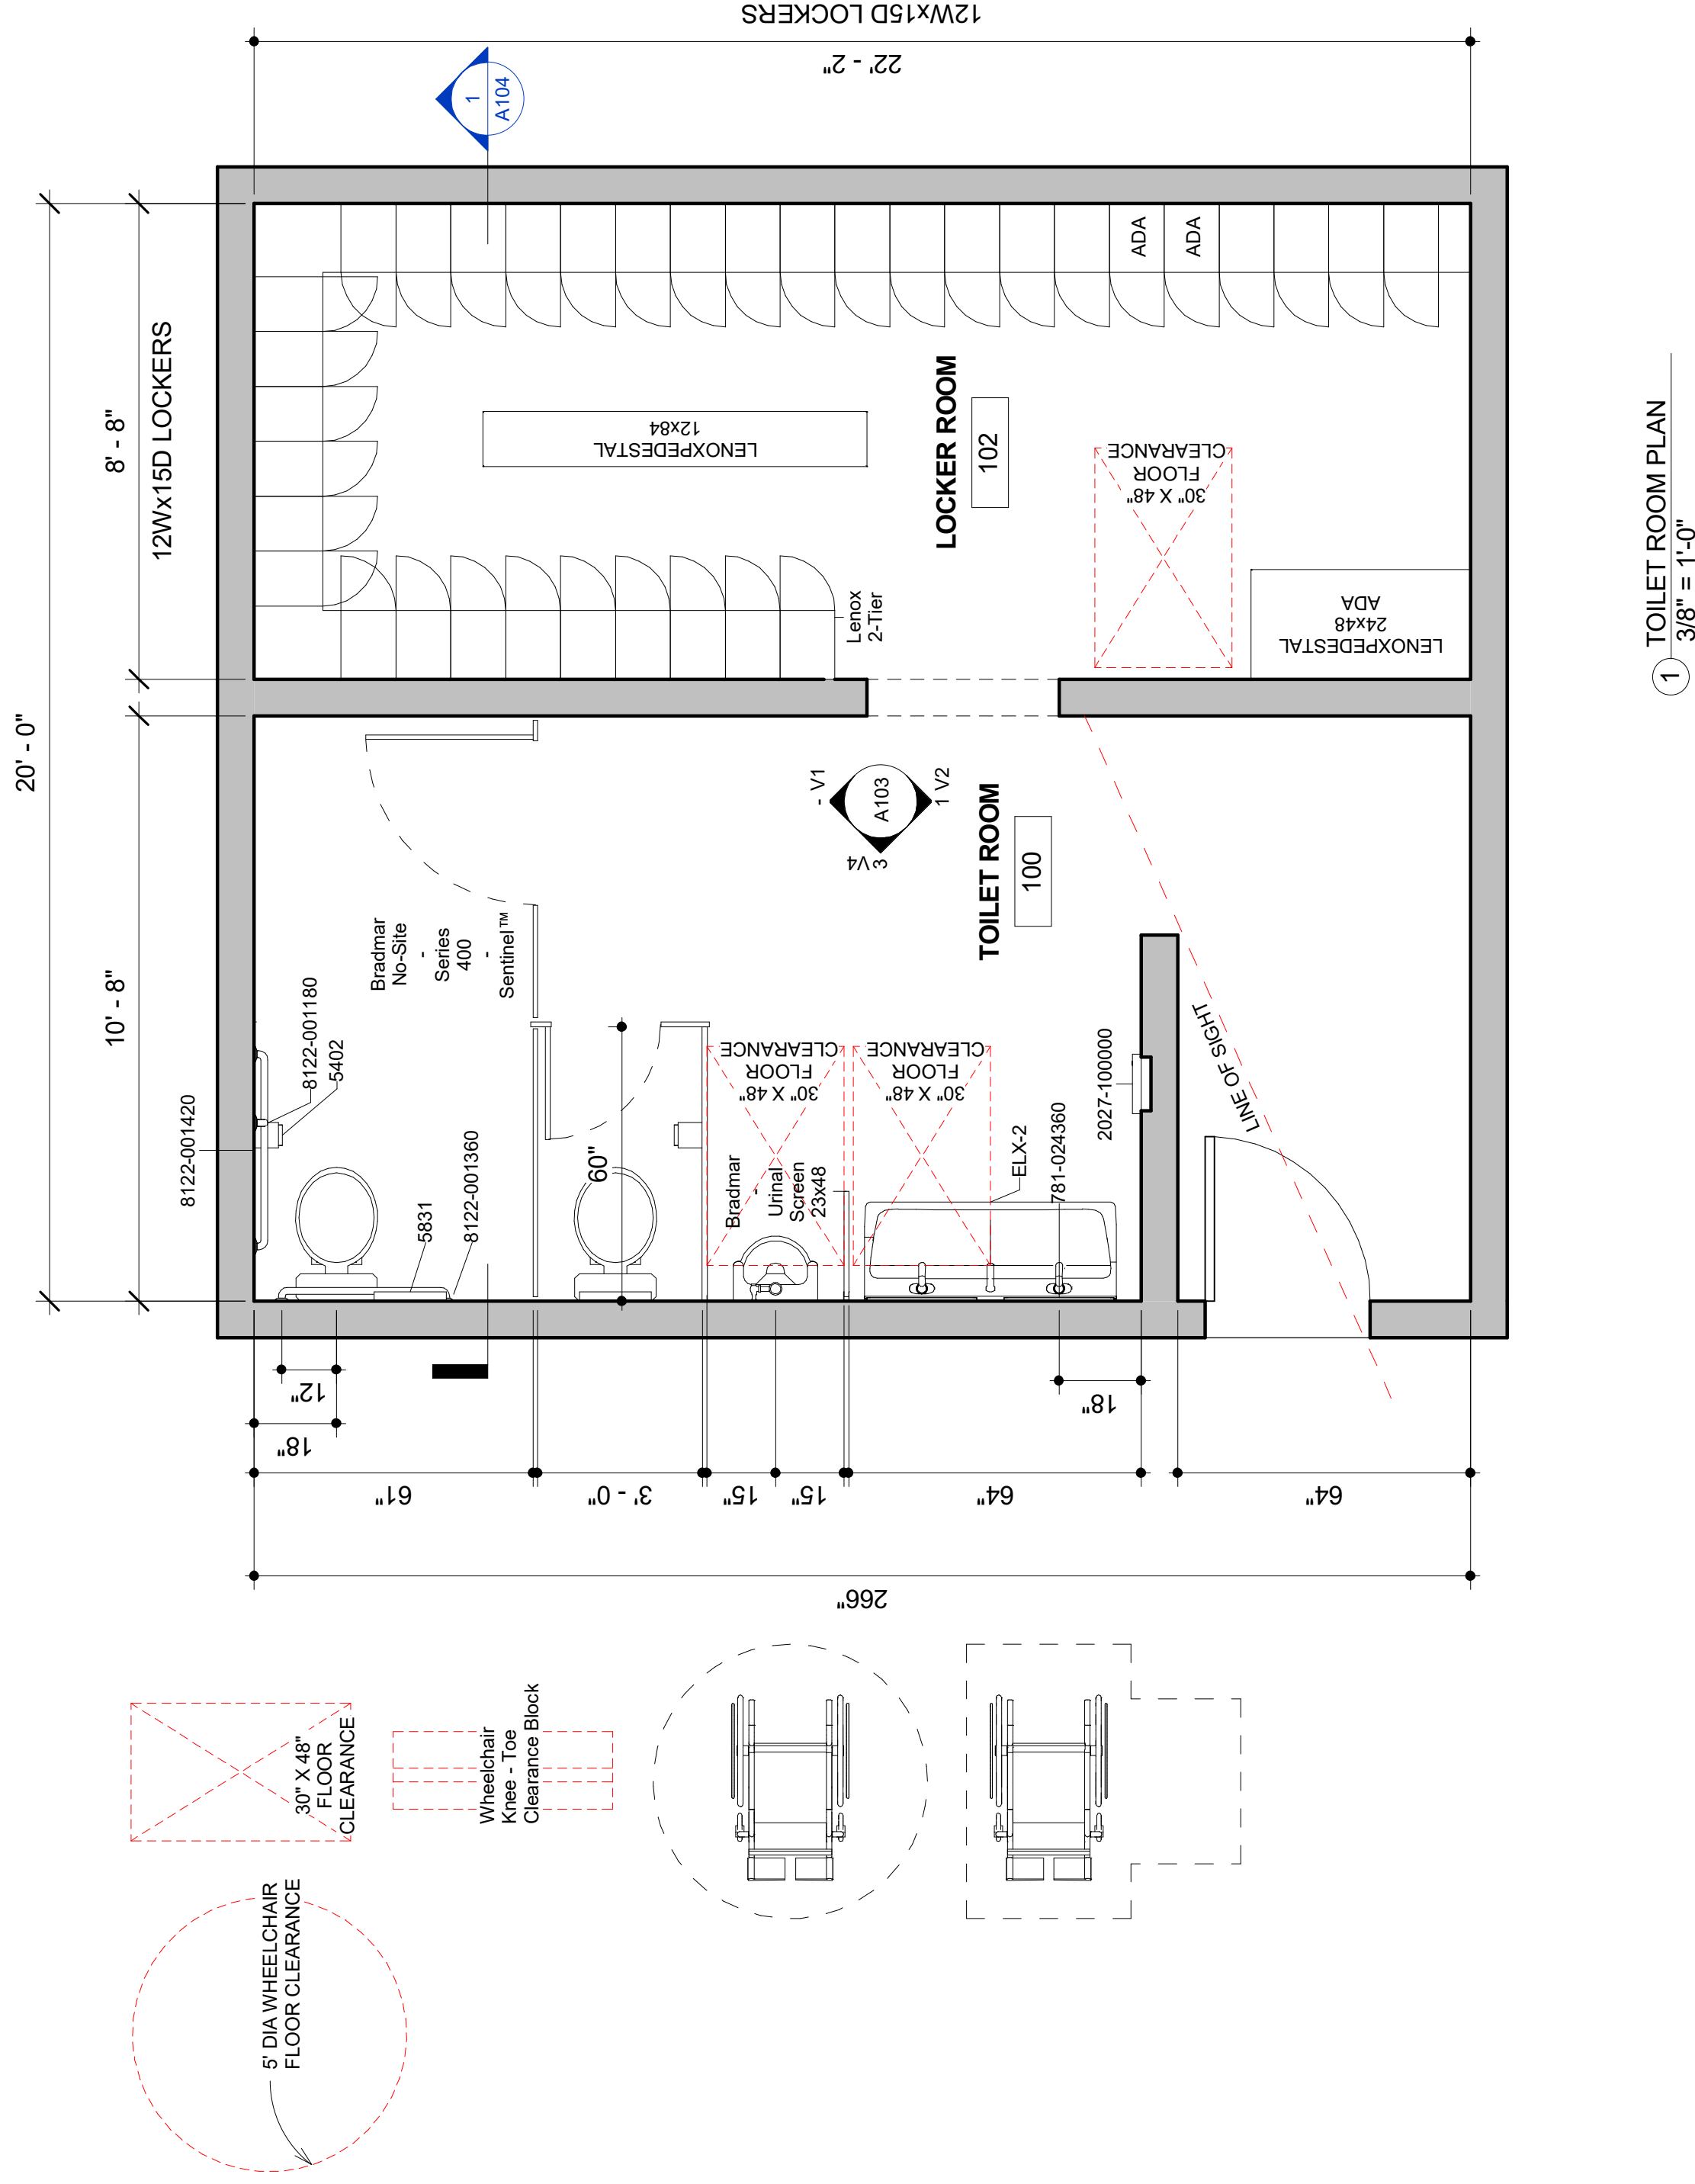 12Wx15D LOCKERS
22' - 2"
1
A104
20' - 0"
8' - 8"
12Wx15D LOCKERS
10' - 8"
ADA
ADA
LENOXPEDESTAL
12x84
LOCKER ROOM
102
30" X 48"
FLOOR
CLEARANCE
LENOXPEDESTAL
24x48
ADA
Lenox
2-Tier
- V1
A103
1 V2
3 V4
TOILET ROOM
100
Bradmar
No-Site
-
Series
400
-
Sentinel™
8122-001420
8122-001180
5402
5831
8122-001360
60"
Bradmar
-
Urinal
Screen
23x48
30" X 48"
FLOOR
CLEARANCE
30" X 48"
FLOOR
CLEARANCE
ELX-2
781-024360
2027-100000
LINE OF SIGHT
12"
18"
18"
61"
3' - 0"
15"
15"
64"
64"
266"
30" X 48"
FLOOR
CLEARANCE
Wheelchair
Knee - Toe
Clearance Block
5' DIA WHEELCHAIR
FLOOR CLEARANCE
1
TOILET ROOM PLAN
3/8" = 1'-0"